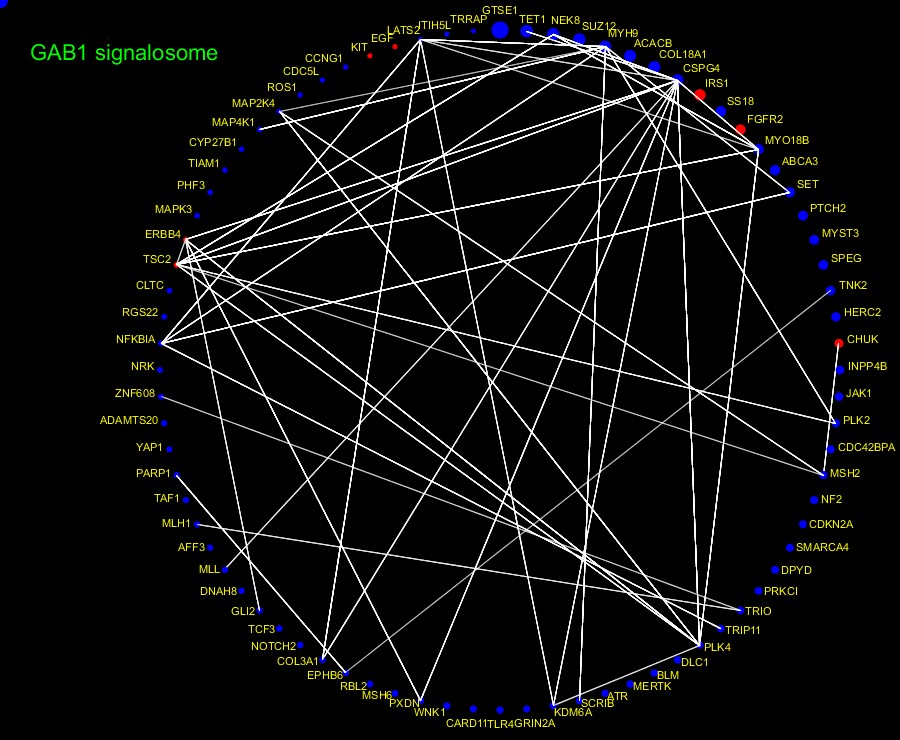 GAB1 signalosome
GTSE1
TET1
NEK8
SUZ12
MYH9
ACACB
COL18A1
CSPG4
IRS1
SS18
FGFR2
MYO18B
ABCA3
SET
PTCH2
MYST3
SPEG
TNK2
HERC2
CHUK
INPP4B
JAK1
PLK2
CDC42BPA
MSH2
NF2
CDKN2A
SMARCA4
DPYD
PRKCI
TRIO
TRIP11
PLK4
DLC1
BLM
MERTK
ATR
SCRIB
KDM6A
GRIN2A
TLR4
CARD11
WNK1
PXDN
MSH6
RBL2
EPHB6
COL3A1
NOTCH2
TCF3
GLI2
DNAH8
MLL
AFF3
MLH1
TAF1
PARP1
YAP1
ADAMTS20
ZNF608
NRK
NFKBIA
RGS22
CLTC
TSC2
ERBB4
MAPK3
PHF3
TIAM1
CYP27B1
MAP4K1
MAP2K4
ROS1
CDC5L
CCNG1
KIT
EGF
LATS2
ITIH5L
TRRAP